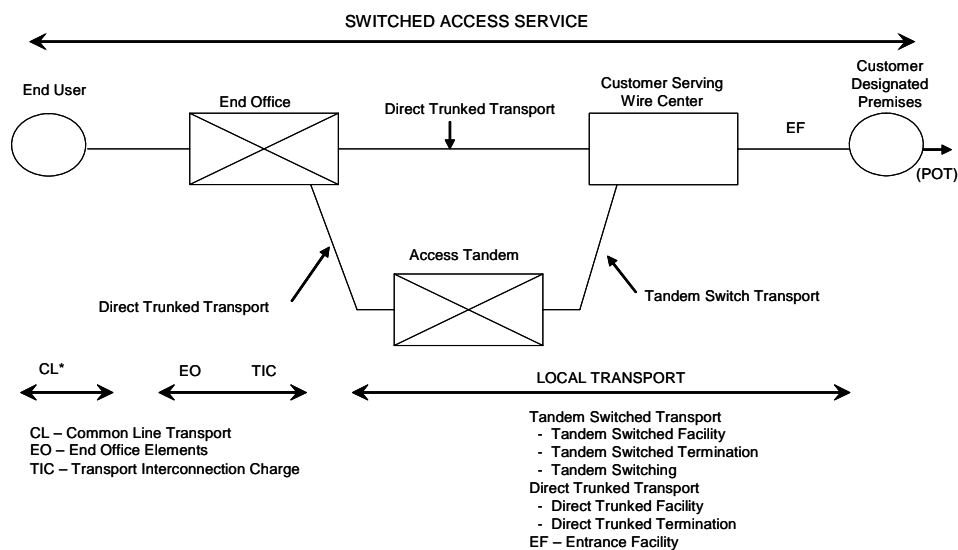 SWITCHED ACCESS SERVICE
End User
End Office
Direct Trunked Transport
Customer Serving
Wire Center
EF
Customer
Designated
Premises
(POT)
Access Tandem
Direct Trunked Transport
Tandem Switch Transport
CL*
EO
TIC
LOCAL TRANSPORT
CL – Common Line Transport
EO – End Office Elements
TIC – Transport Interconnection Charge
Tandem Switched Transport
- Tandem Switched Facility
- Tandem Switched Termination
- Tandem Switching
Direct Trunked Transport
- Direct Trunked Facility
- Direct Trunked Termination
EF – Entrance Facility